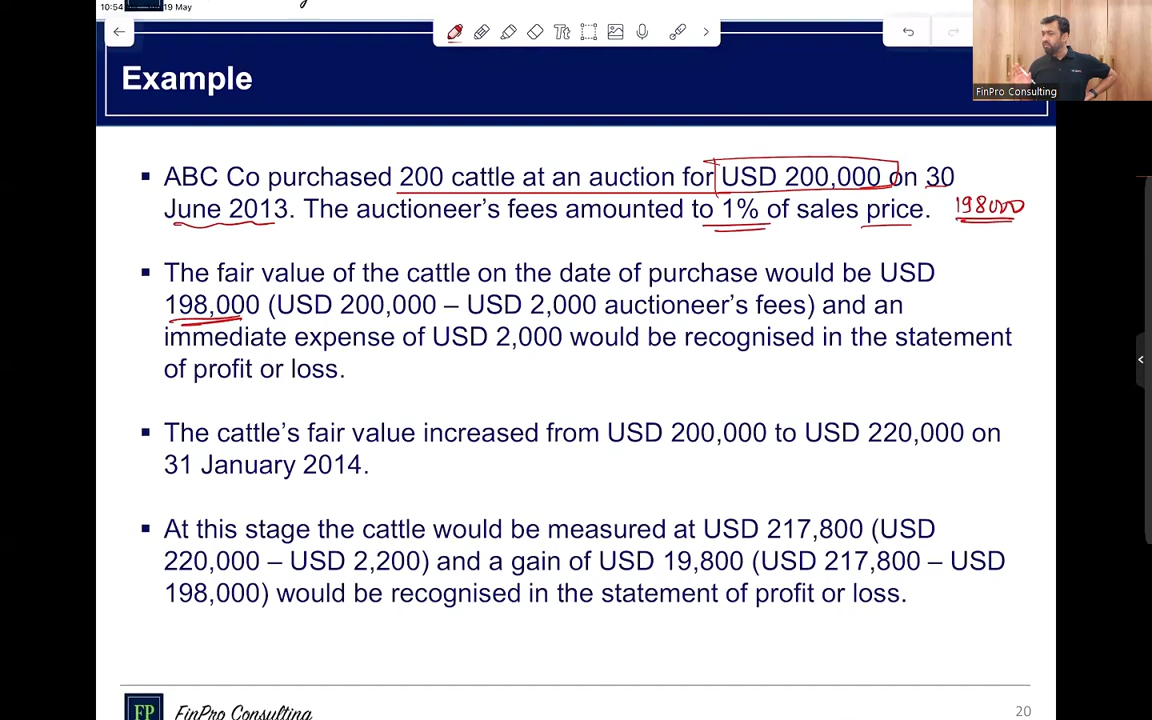 10:54
19 May
Tt
Example
FinPro Consulting
▪ ABC Co purchased 200 cattle at an auction for USD 200,000 on 30
June 2013. The auctioneer's fees amounted to 1% of sales price. 198000
▪ The fair value of the cattle on the date of purchase would be USD
198,000 (USD 200,000 – USD 2,000 auctioneer's fees) and an
immediate expense of USD 2,000 would be recognised in the statement
of profit or loss.
▪ The cattle's fair value increased from USD 200,000 to USD 220,000 on
31 January 2014.
▪ At this stage the cattle would be measured at USD 217,800 (USD
220,000 – USD 2,200) and a gain of USD 19,800 (USD 217,800 – USD
198,000) would be recognised in the statement of profit or loss.
FP FinPro Consulting
20